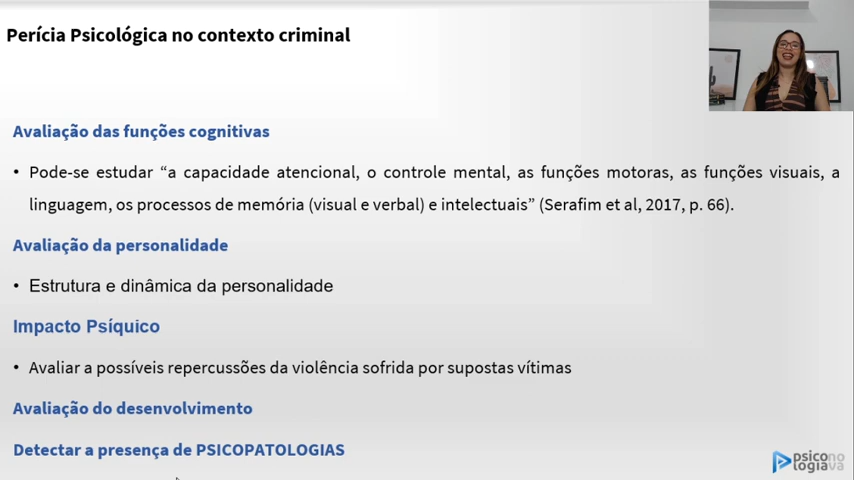 Perícia Psicológica no contexto criminal
Avaliação das funções cognitivas
• Pode-se estudar “a capacidade atencional, o controle mental, as funções motoras, as funções visuais, a
linguagem, os processos de memória (visual e verbal) e intelectuais” (Serafim et al, 2017, p. 66).
Avaliação da personalidade
• Estrutura e dinâmica da personalidade
Impacto Psíquico
• Avaliar a possíveis repercussões da violência sofrida por supostas vítimas
Avaliação do desenvolvimento
Detectar a presença de PSICOPATOLOGIAS
psicono
logiava